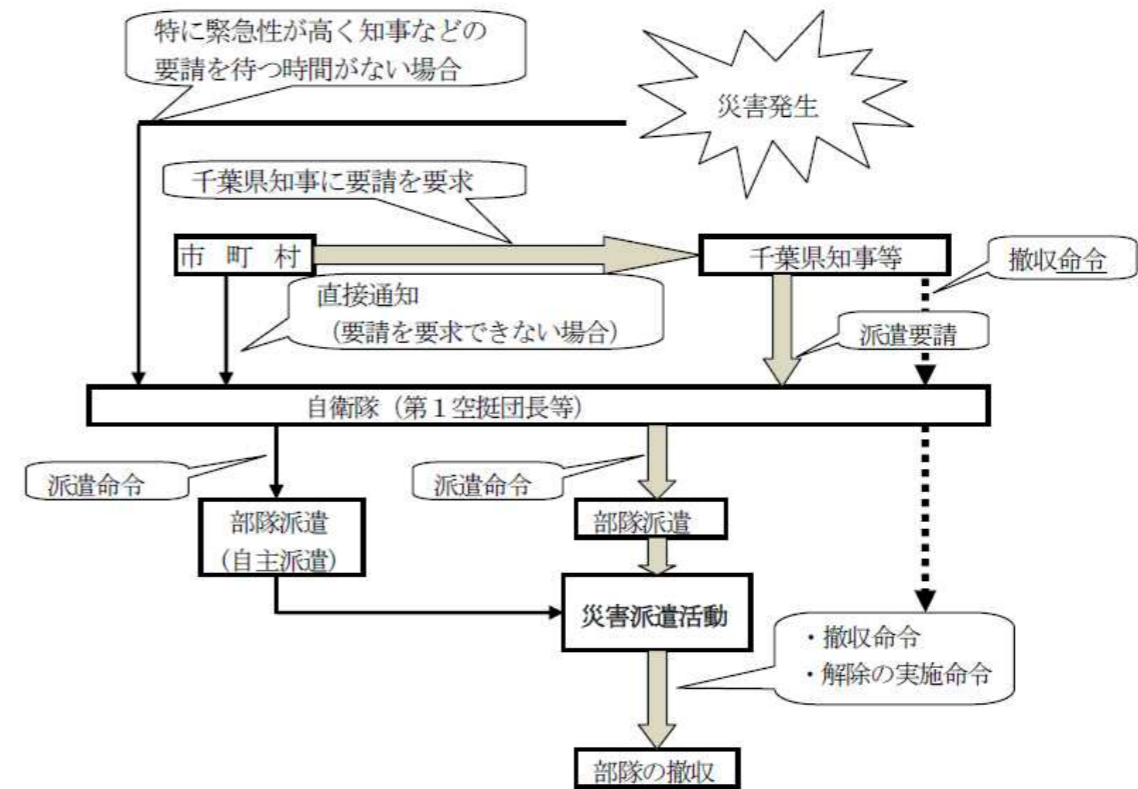 特に緊急性が高く知事などの
要請を待つ時間がない場合
災害発生
千葉県知事に要請を要求
市 町 村
千葉県知事等
撤収命令
直接通知
（要請を要求できない場合）
派遣要請
自衛隊（第１空挺団長等）
派遣命令
派遣命令
部隊派遣
（自主派遣）
部隊派遣
災害派遣活動
・撤収命令
・解除の実施命令
部隊の撤収